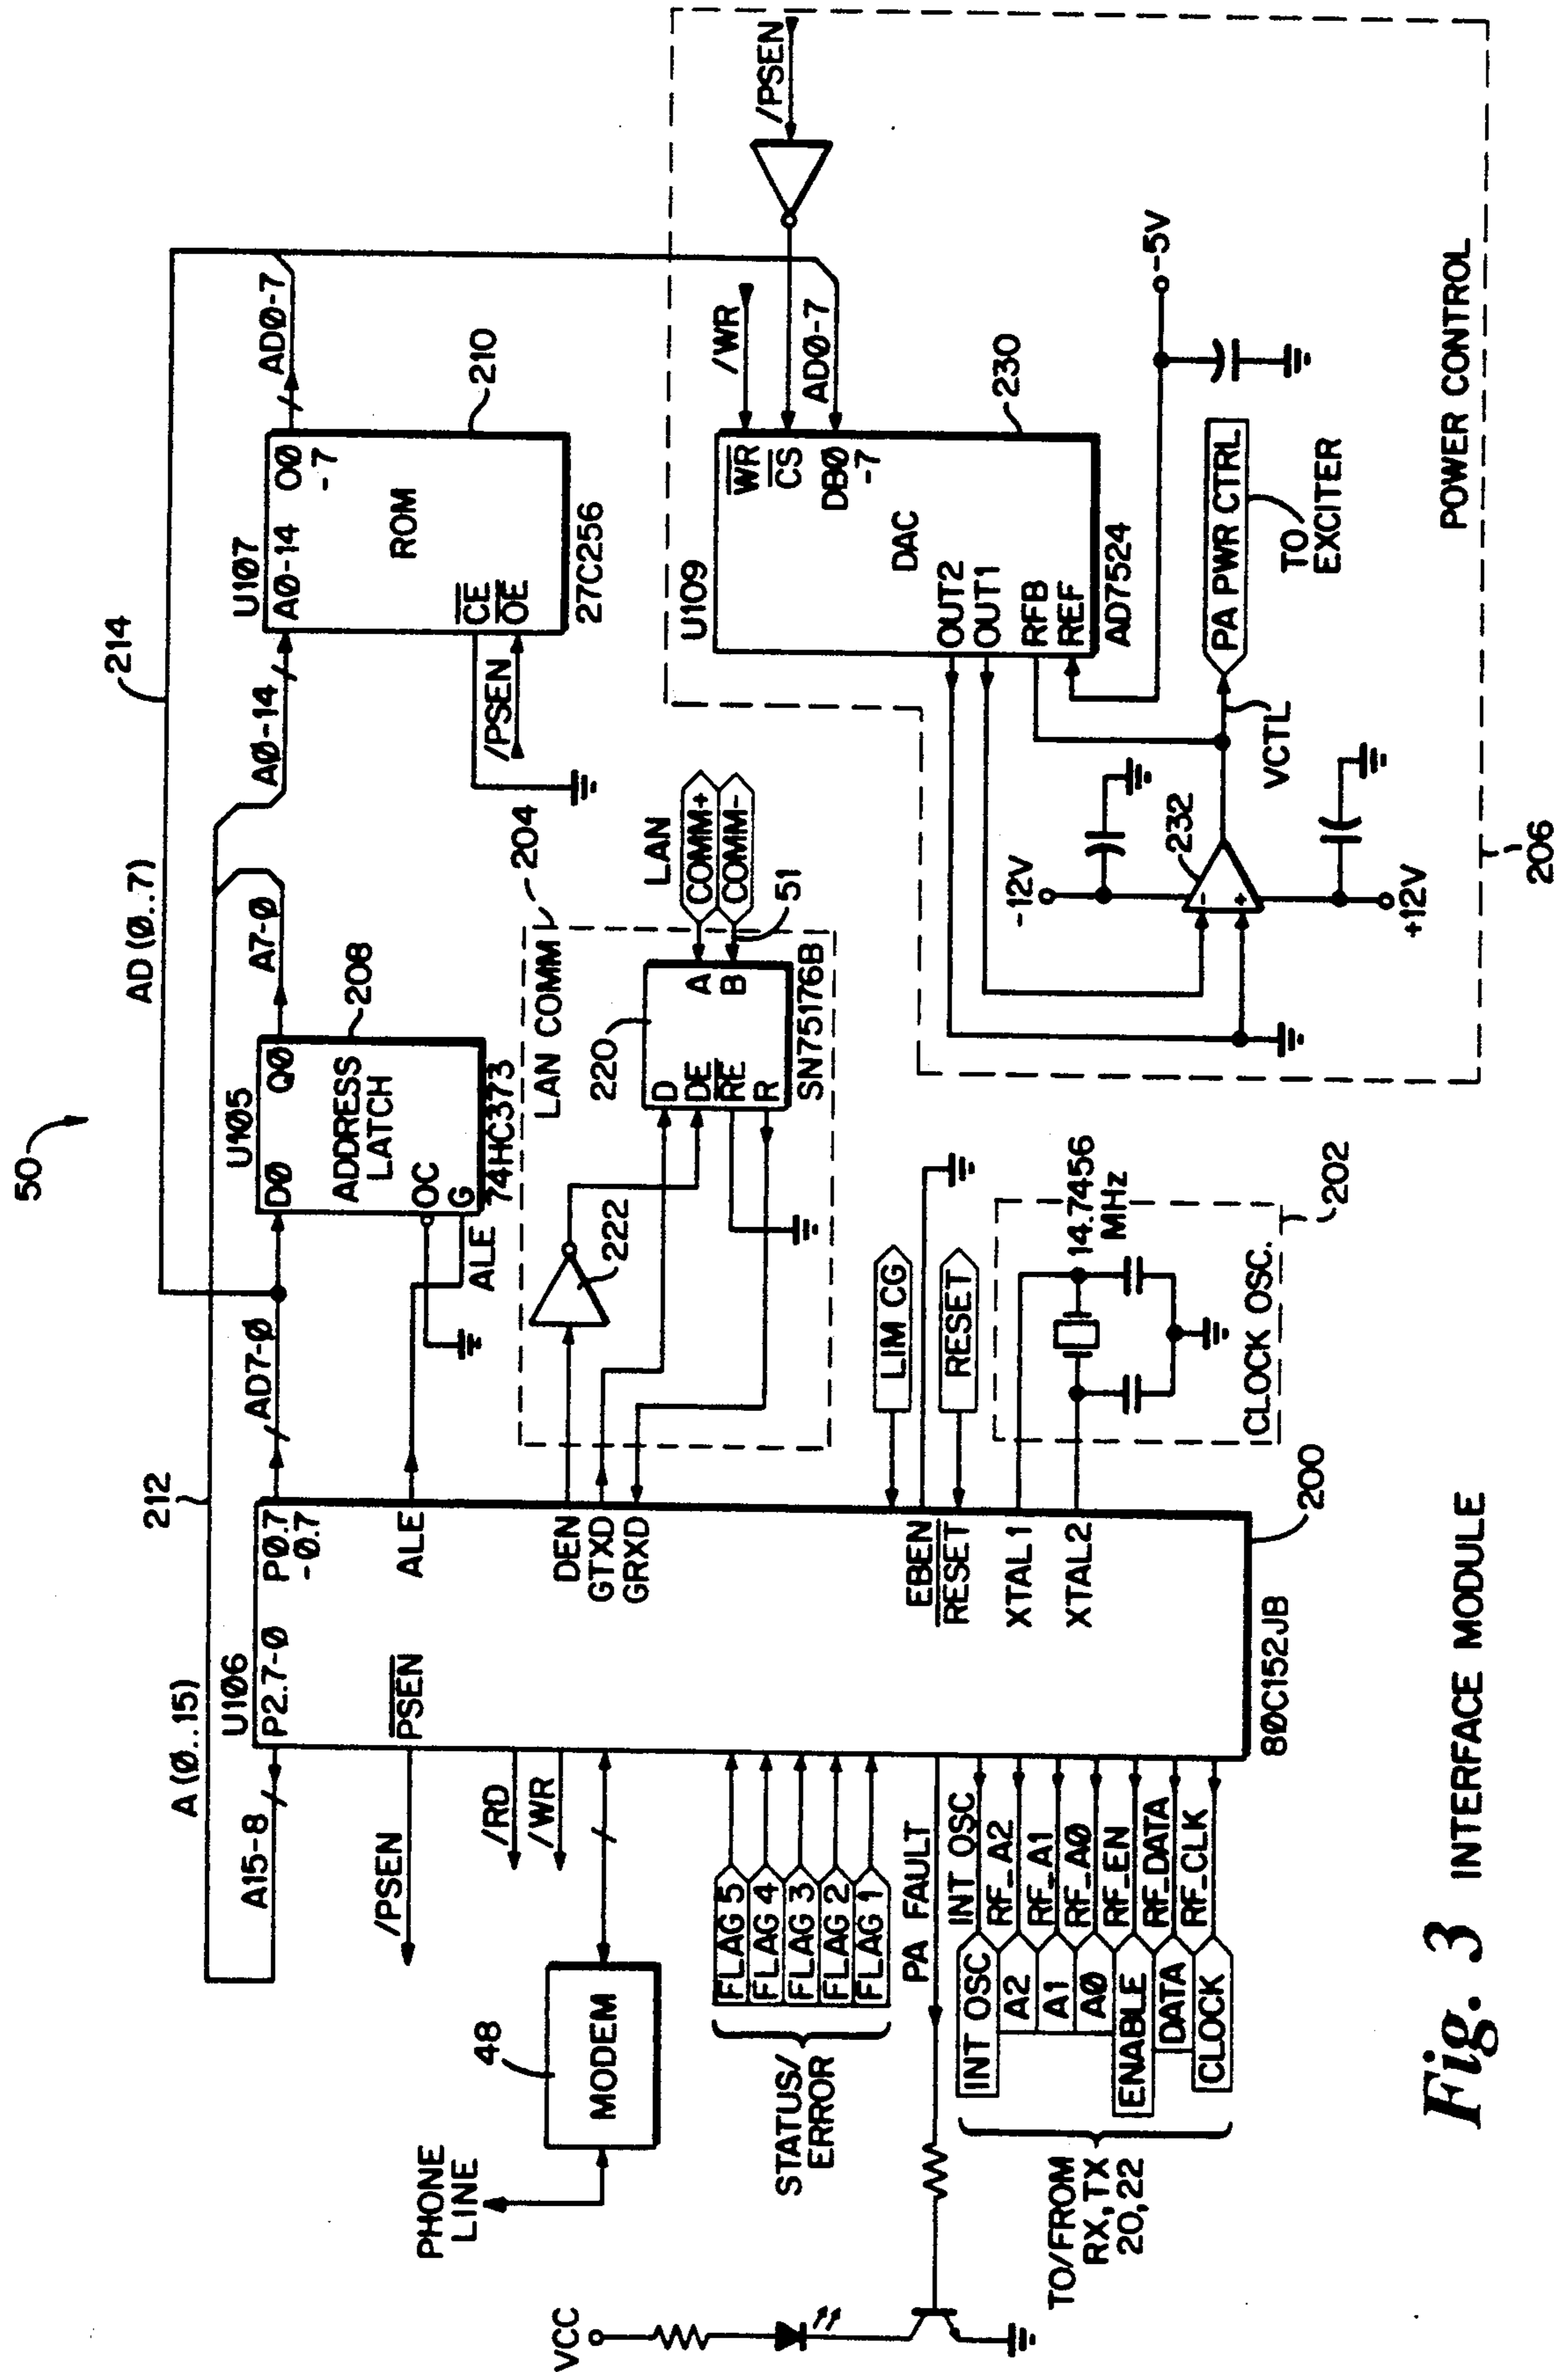 50
A (0..15)
212
AD (0..7)
214
A15-8
U106
P2.7-0
P0.7
-0.7
AD7-0
U105
D0
Q0
ADDRESS
LATCH
OC
G
74HC373
208
A7-0
A0-14
U107
A0-14
O0
-7
ROM
CE
OE
27C256
210
AD0-7
/PSEN
/PSEN
PSEN
ALE
ALE
/RD
/WR
PHONE
LINE
48
MODEM
DEN
GTXD
GRXD
LAN COMM
204
222
220
D
DE
RE
R
A
B
SN75176B
LAN
COMM+
COMM-
51
STATUS/
ERROR
FLAG 5
FLAG 4
FLAG 3
FLAG 2
FLAG 1
PA FAULT
VCC
TO/FROM
RX, TX
20,22
INT OSC
A2
A1
A0
ENABLE
DATA
CLOCK
INT OSC
RF_A2
RF_A1
RF_A0
RF_EN
RF_DATA
RF_CLK
EBEN
RESET
XTAL1
XTAL2
80C152JB
200
LIM CG
RESET
14.7456
MHz
CLOCK OSC.
202
U109
WR
CS
DB0
-7
DAC
OUT2
OUT1
RFB
REF
AD7524
230
/WR
/PSEN
AD0-7
-5V
-12V
232
-
+
+12V
VCTL
PA PWR CTRL
TO
EXCITER
POWER CONTROL
206
Fig. 3 INTERFACE MODULE